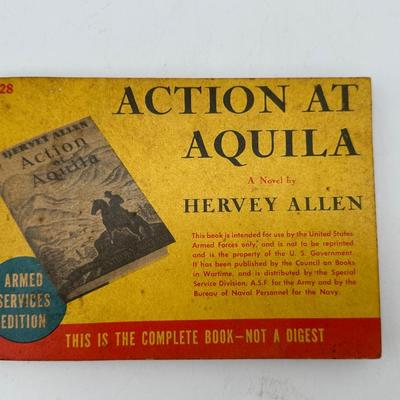 28
ACTION AT
AQUILA
A Novel by
HERVEY ALLEN
This book is intended for use by the United States
Armed Forces only, and is not to be reprinted
and is the property of the U. S. Government.
It has been published by the Council on Books
in Wartime, and is distributed by the Special
Service Division, A.S.F. for the Army and by the
Bureau of Naval Personnel for the Navy.
HERVEY ALLEN
Action
at
Aquila
ARMED
SERVICES
EDITION
THIS IS THE COMPLETE BOOK—NOT A DIGEST